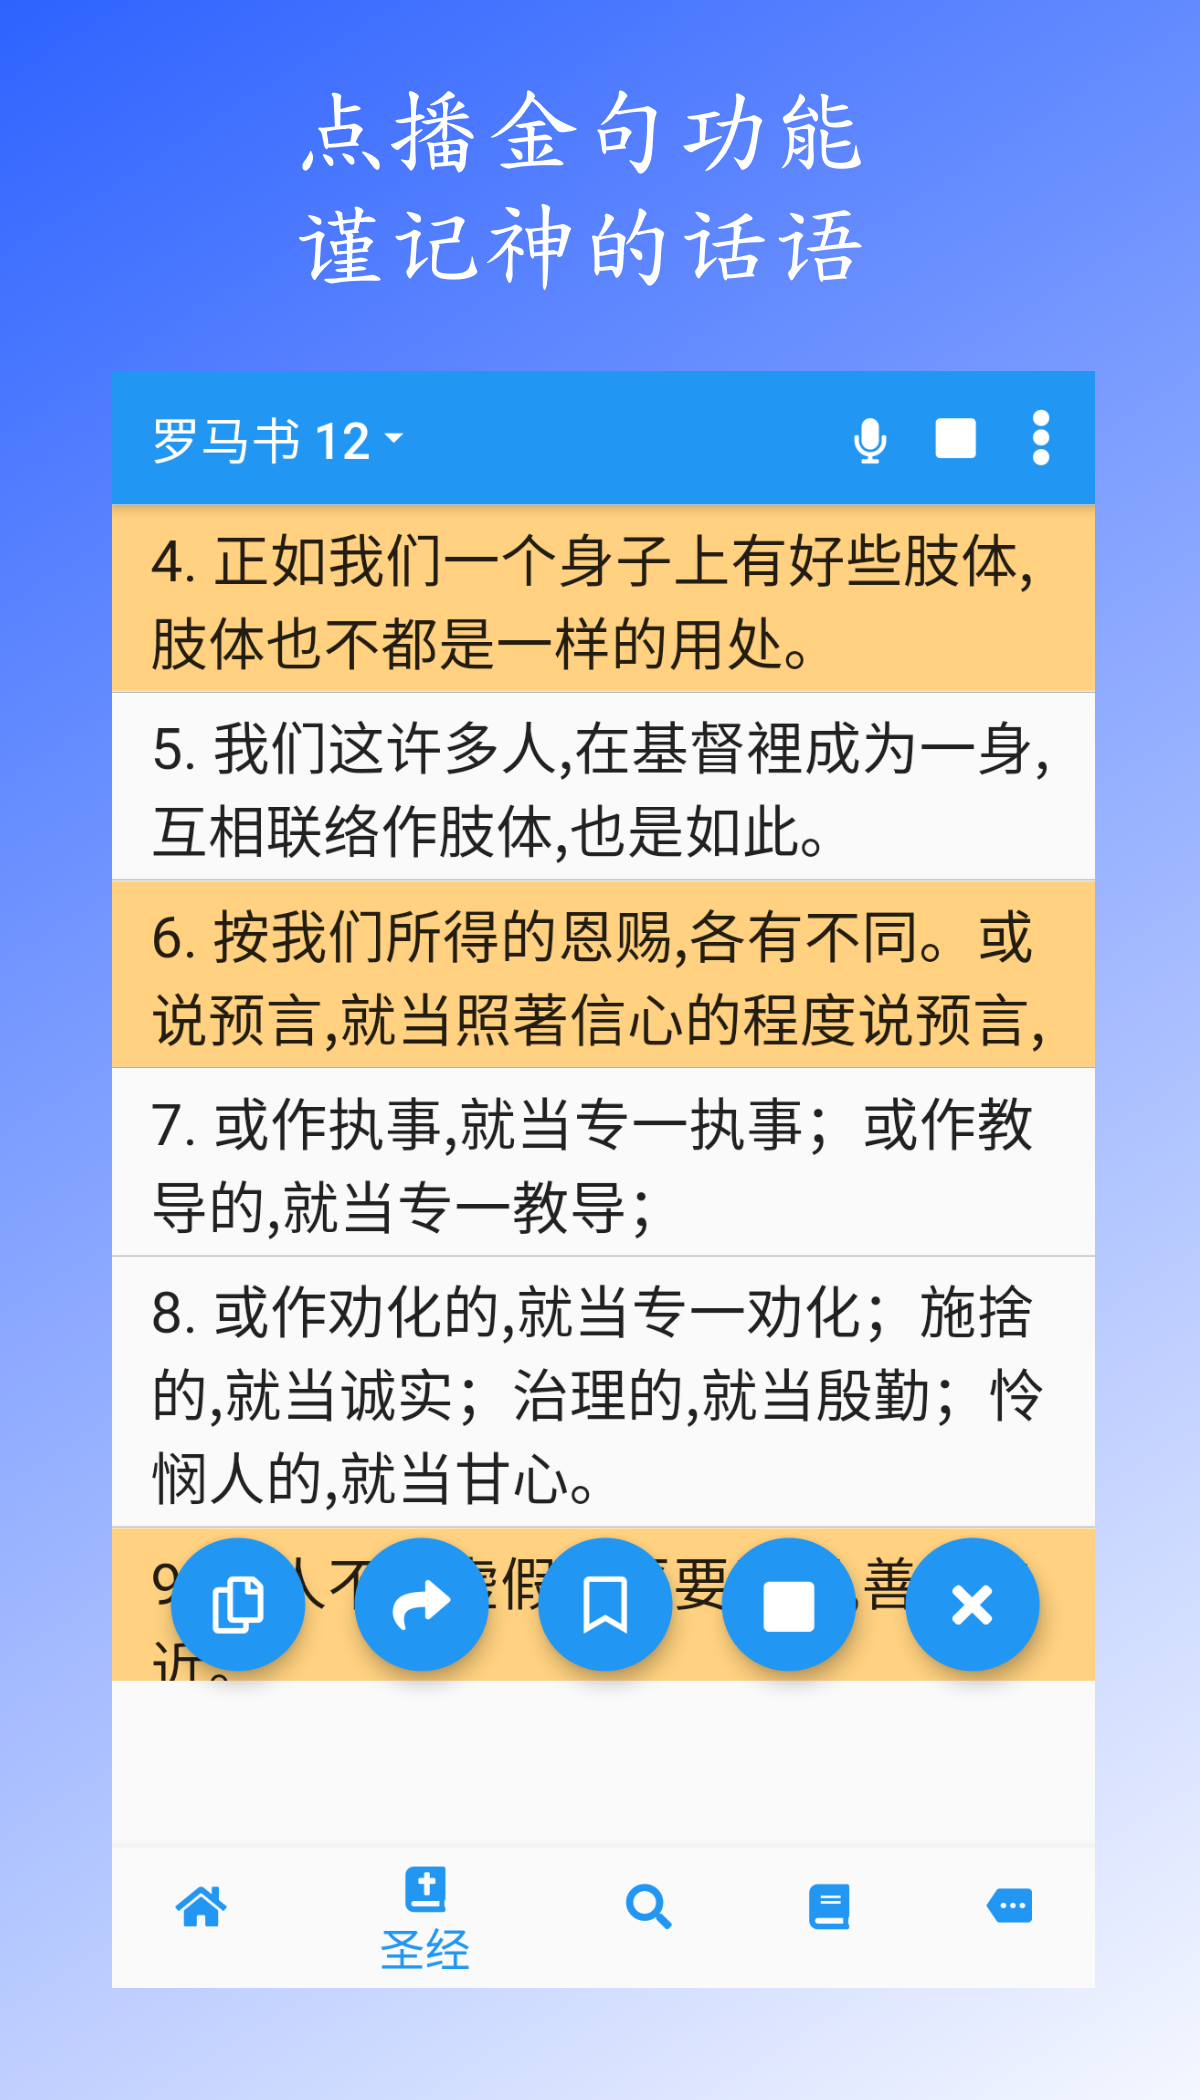 点播金句功能
谨记神的话语
罗马书 12
4. 正如我们一个身子上有好些肢体,
肢体也不都是一样的用处。
5. 我们这许多人,在基督裡成为一身,
互相联络作肢体,也是如此。
6. 按我们所得的恩赐,各有不同。或
说预言,就当照著信心的程度说预言,
7. 或作执事,就当专一执事；或作教
导的,就当专一教导；
8. 或作劝化的,就当专一劝化；施捨
的,就当诚实；治理的,就当殷勤；怜
悯人的,就当甘心。
9 人不 假 要 ,善
近。
圣经